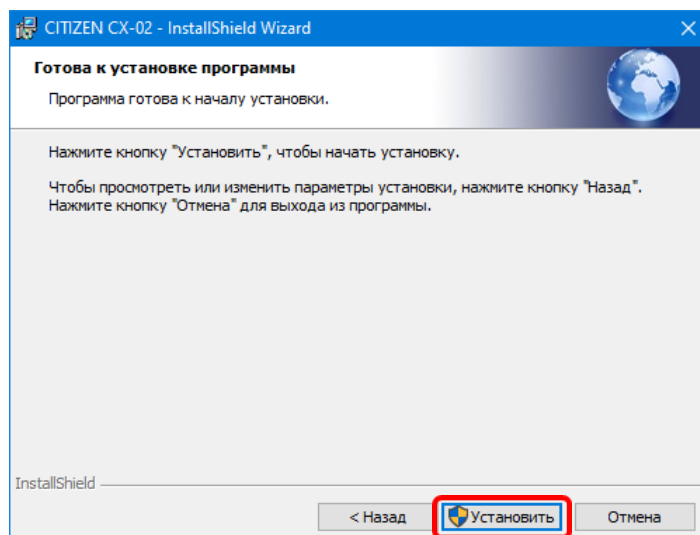 CITIZEN CX-02 - InstallShield Wizard
Готова к установке программы
Программа готова к началу установки.
Нажмите кнопку "Установить", чтобы начать установку.
Чтобы просмотреть или изменить параметры установки, нажмите кнопку "Назад".
Нажмите кнопку "Отмена" для выхода из программы.
InstallShield
< Назад Установить Отмена